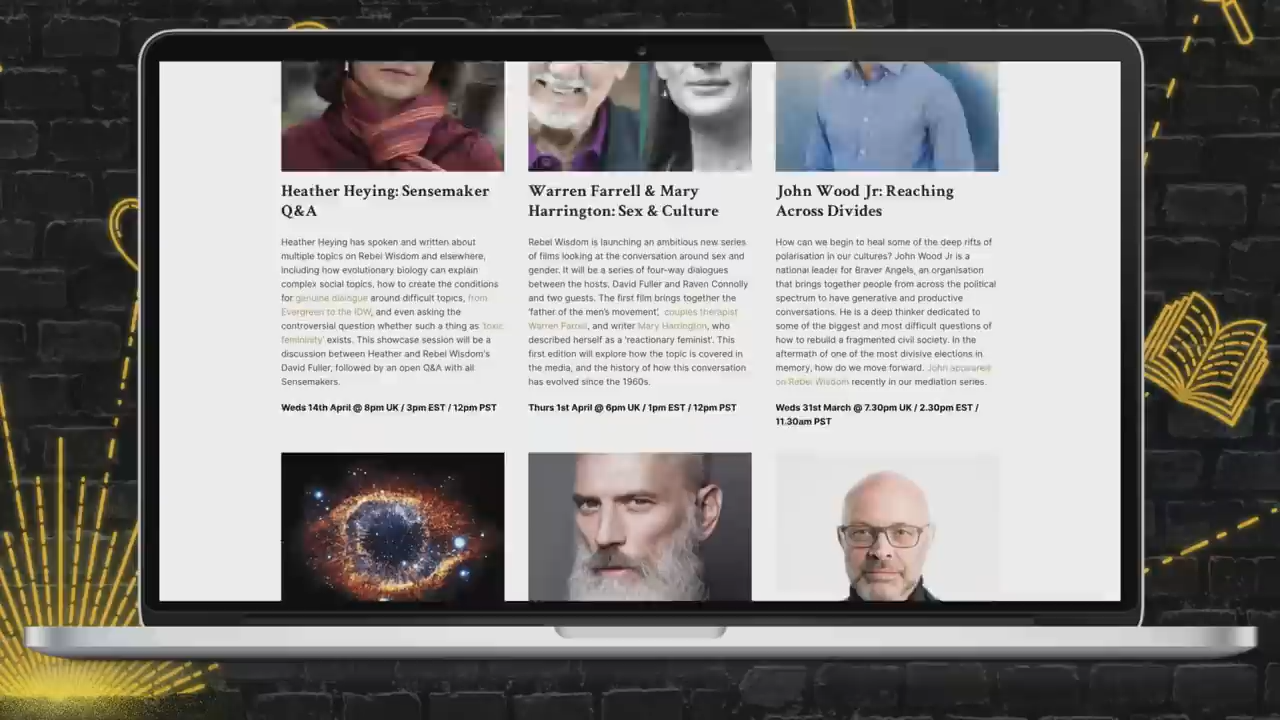 Heather Heying: Sensemaker
Q&A
Heather Heying has spoken and written about
multiple topics on Rebel Wisdom and elsewhere,
including how evolutionary biology can explain
complex social topics, how to create the conditions
for genuine dialogue around difficult topics, from
Evergreen to the IDW, and even asking the
controversial question whether such a thing as 'toxic
femininity' exists. This showcase session will be a
discussion between Heather and Rebel Wisdom's
David Fuller, followed by an open Q&A with all
Sensemakers.
Weds 14th April @ 8pm UK / 3pm EST / 12pm PST
Warren Farrell & Mary
Harrington: Sex & Culture
Rebel Wisdom is launching an ambitious new series
of films looking at the conversation around sex and
gender. It will be a series of four-way dialogues
between the hosts, David Fuller and Raven Connolly
and two guests. The first film brings together the
'father of the men's movement', couples therapist
Warren Farrell, and writer Mary Harrington, who
described herself as a 'reactionary feminist'. This
first edition will explore how the topic is covered in
the media, and the history of how this conversation
has evolved since the 1960s.
Thurs 1st April @ 6pm UK / 1pm EST / 12pm PST
John Wood Jr: Reaching
Across Divides
How can we begin to heal some of the deep rifts of
polarisation in our cultures? John Wood Jr is a
national leader for Braver Angels, an organisation
that brings together people from across the political
spectrum to have generative and productive
conversations. He is a deep thinker dedicated to
some of the biggest and most difficult questions of
how to rebuild a fragmented civil society. In the
aftermath of one of the most divisive elections in
memory, how do we move forward. John appeared
on Rebel Wisdom recently in our mediation series.
Weds 31st March @ 7.30pm UK / 2.30pm EST /
11.30am PST